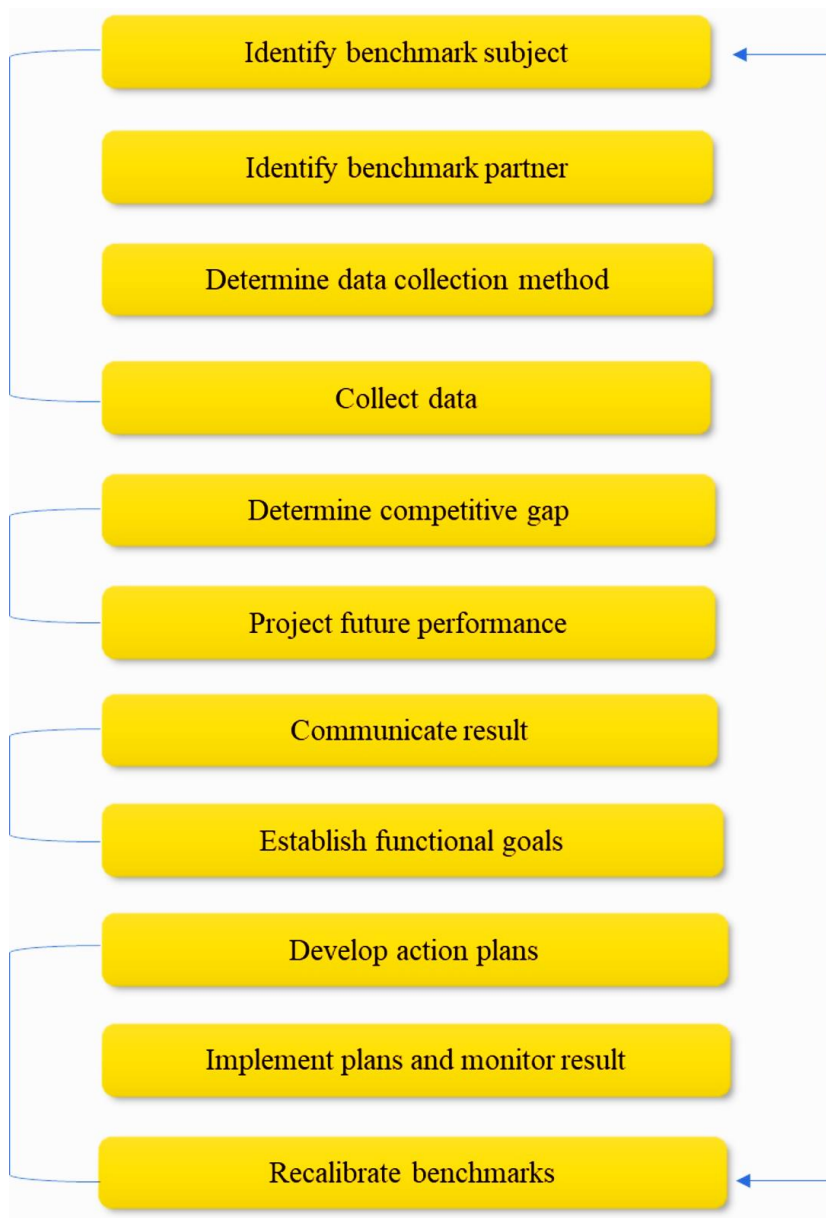 Identify benchmark subject
Identify benchmark partner
Determine data collection method
Collect data
Determine competitive gap
Project future performance
Communicate result
Establish functional goals
Develop action plans
Implement plans and monitor result
Recalibrate benchmarks